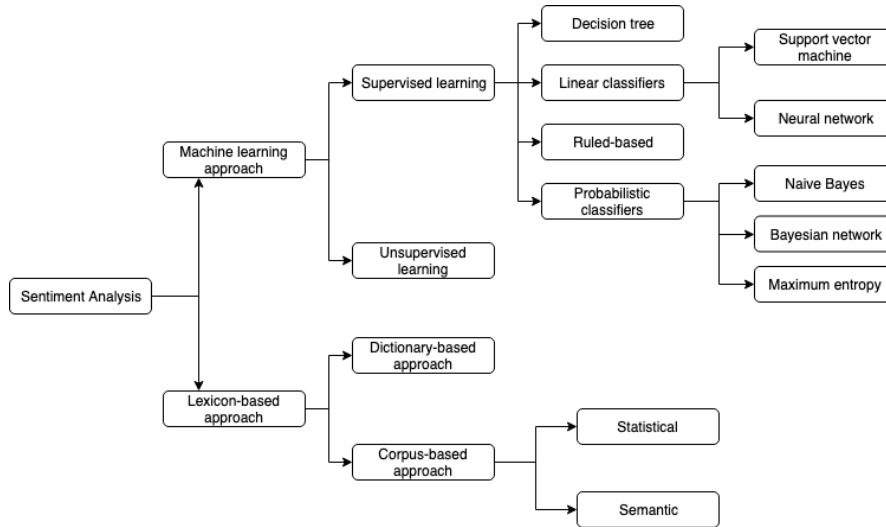 Decision tree
Support vector
machine
Supervised learning
Linear classifiers
Neural network
Machine learning
approach
Ruled-based
Probabilistic
classifiers
Naive Bayes
Bayesian network
Unsupervised
learning
Sentiment Analysis
Maximum entropy
Dictionary-based
approach
Lexicon-based
approach
Statistical
Corpus-based
approach
Semantic